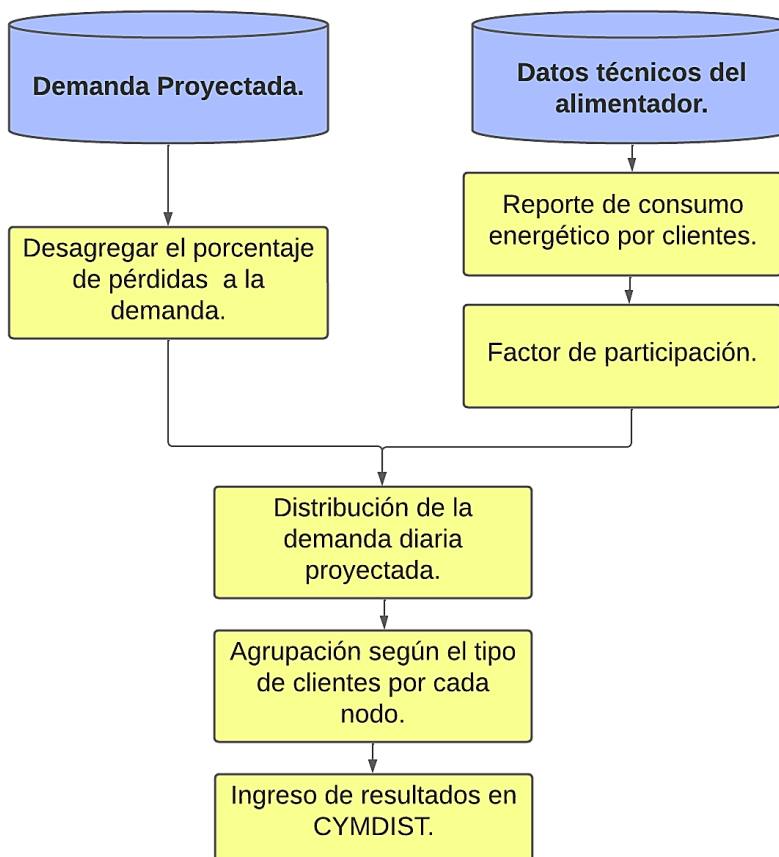 Demanda Proyectada.
Datos técnicos del
alimentador.
Reporte de consumo
energético por clientes.
Desagregar el porcentaje
de pérdidas  a la
demanda.
Factor de participación.
Distribución de la
demanda diaria
proyectada.
Agrupación según el tipo
de clientes por cada
nodo.
Ingreso de resultados en
CYMDIST.